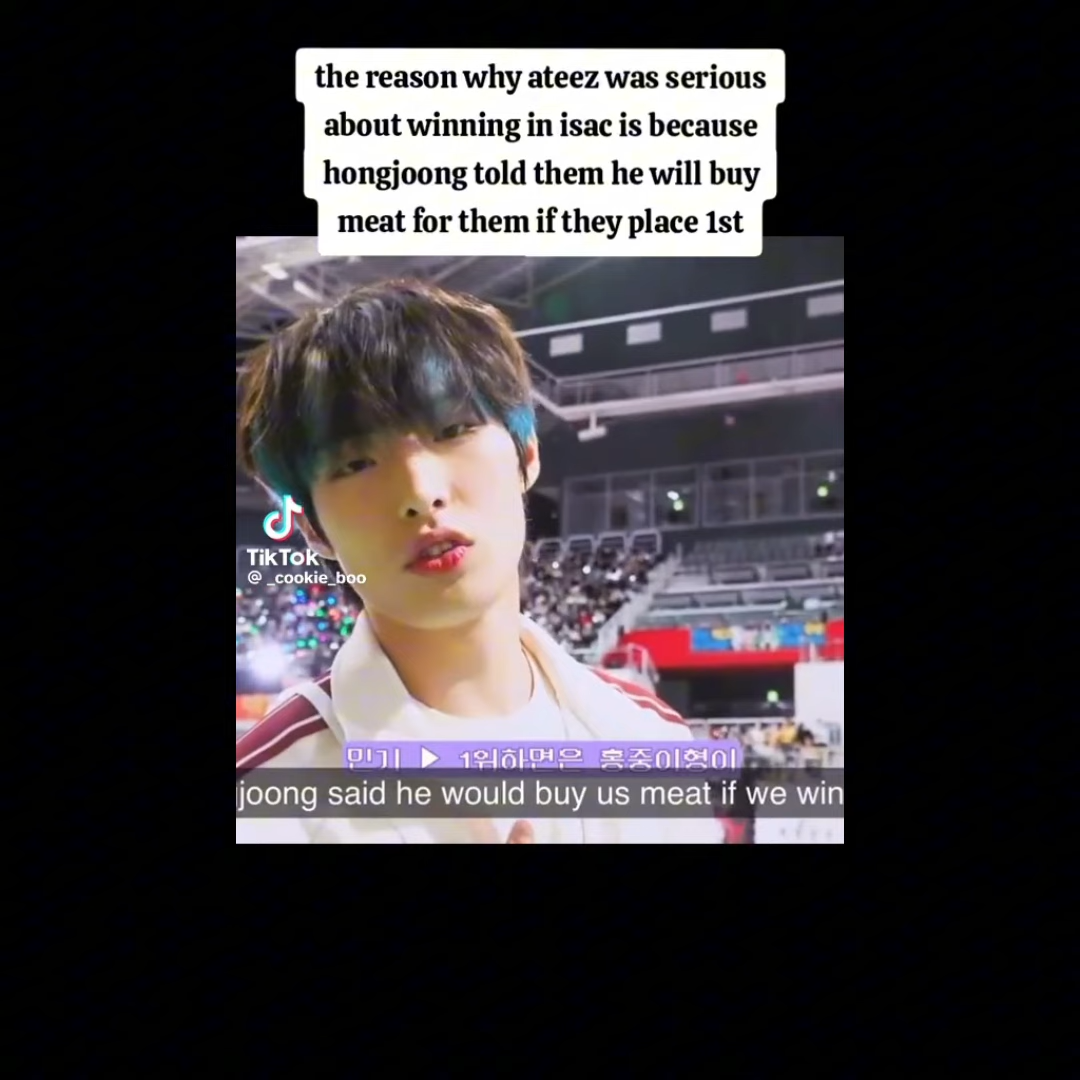 the reason why ateez was serious
about winning in isac is because
hongjoong told them he will buy
meat for them if they place 1st
TikTok
@_cookie_boo
민기 ▶ 1위하면은 홍중이형이
joong said he would buy us meat if we win